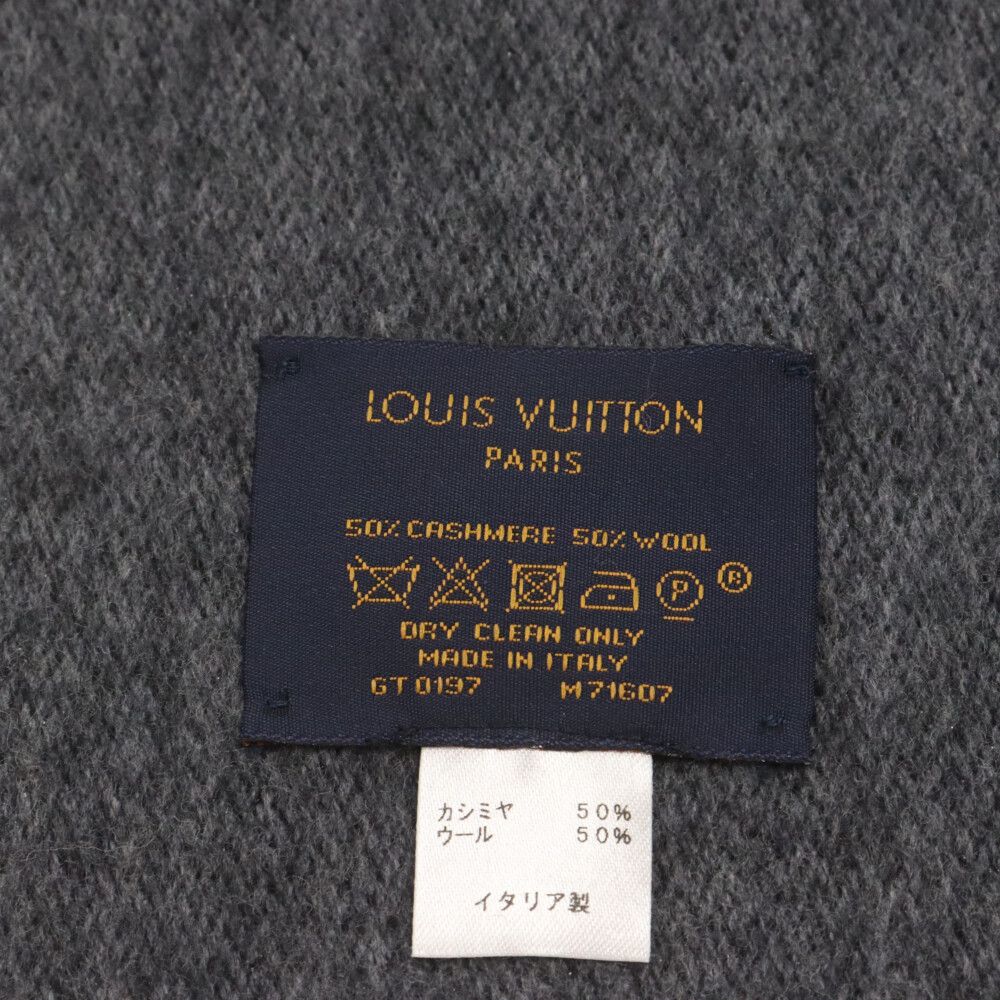 LOUIS VUITTON
PARIS
50% CASHMERE 50% WOOL
P ®
DRY CLEAN ONLY
MADE IN ITALY
GT0197 M71607
カシミヤ 50%
ウール 50%
イタリア製